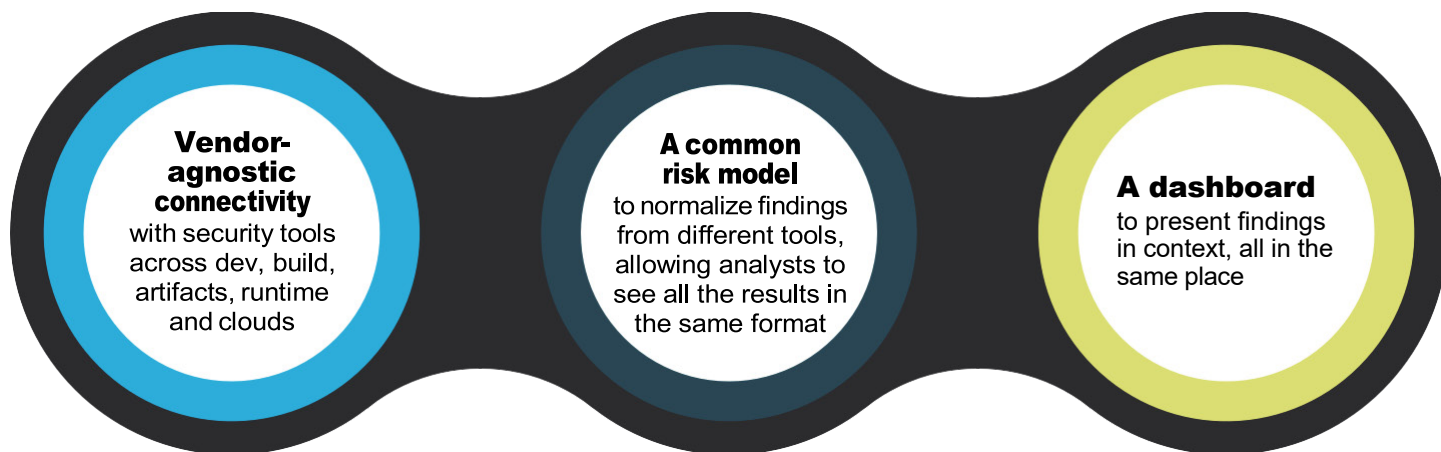 Vendor-
agnostic
connectivity
with security tools
across dev, build,
artifacts, runtime
and clouds
A common
risk model
to normalize findings
from different tools,
allowing analysts to
see all the results in
the same format
A dashboard
to present findings
in context, all in the
same place